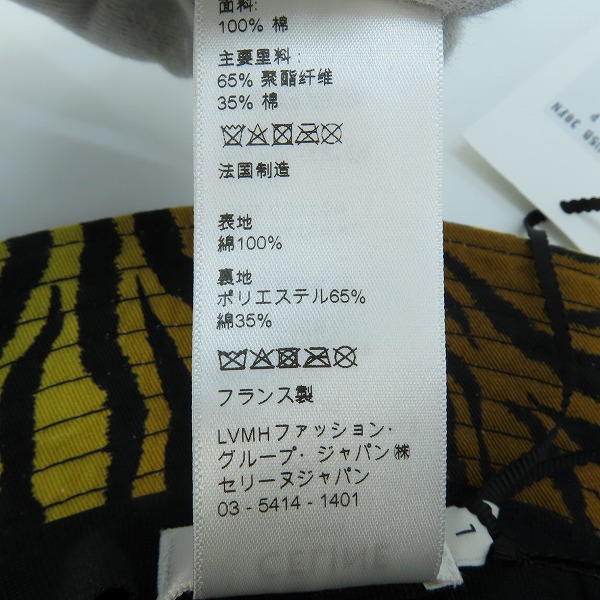 面料:
100% 棉
主要里料:
65% 聚酯纤维
35% 棉
法国制造
表地
綿100%
裏地
ポリエステル65%
綿35%
フランス製
LVMHファッション・
グループ・ジャパン㈱
セリーヌジャパン
03 - 5414 - 1401
CELINE
38FN
P
L